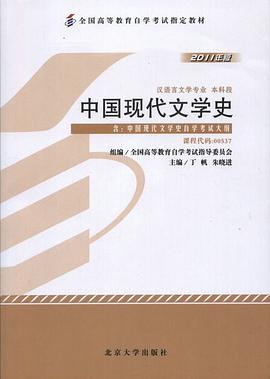 全国高等教育自学考试指定教材
2011年版
汉语言文学专业 本科段
中国现代文学史
含：中国现代文学史自学考试大纲
课程代码：00537
组编/全国高等教育自学考试指导委员会
主编/丁帆 朱晓进
北京大学出版社